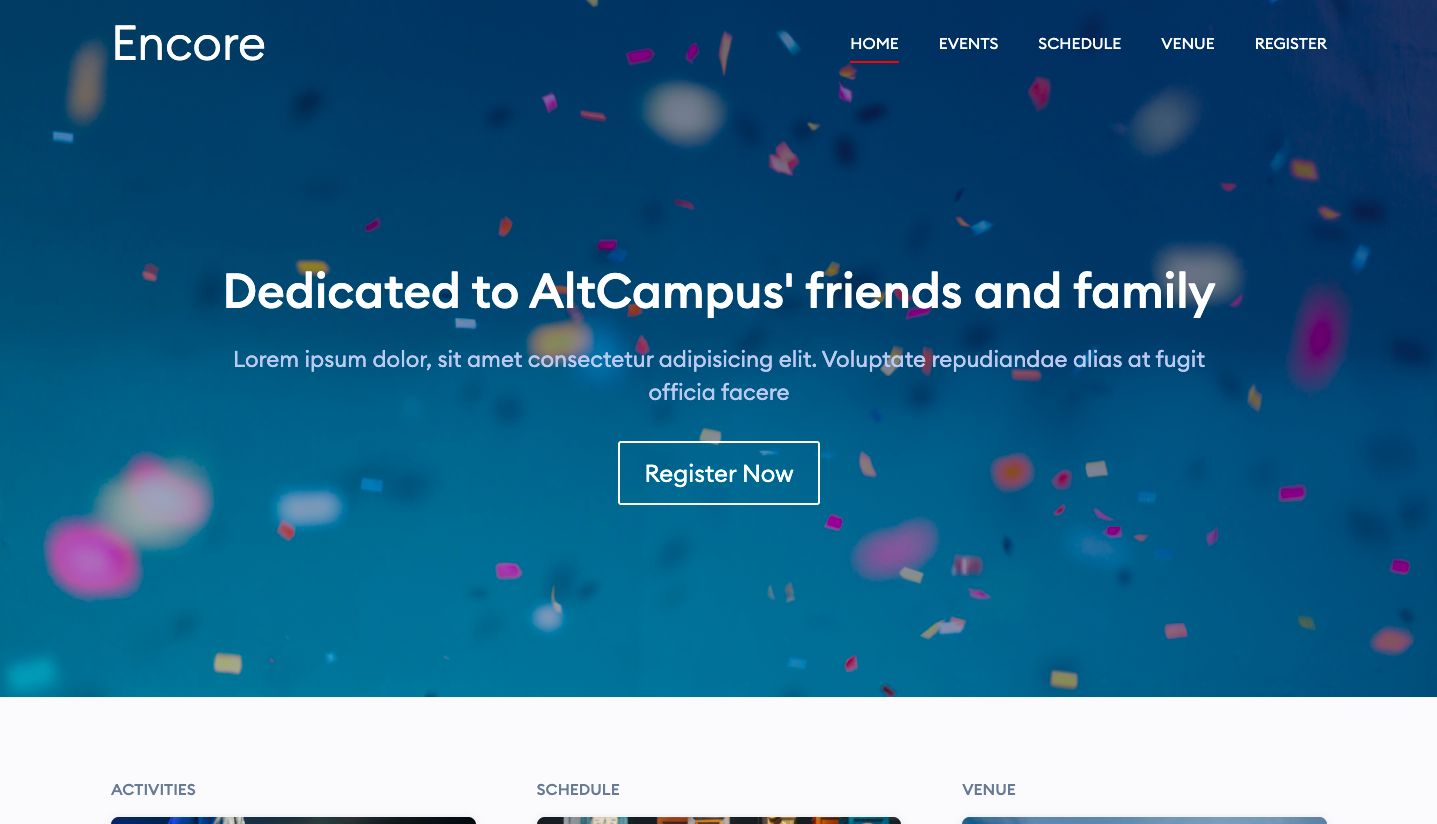 Encore
HOME EVENTS SCHEDULE VENUE REGISTER
Dedicated to AltCampus' friends and family
Lorem ipsum dolor, sit amet consectetur adipisicing elit. Voluptate repudiandae alias at fugit
officia facere
Register Now
ACTIVITIES SCHEDULE VENUE